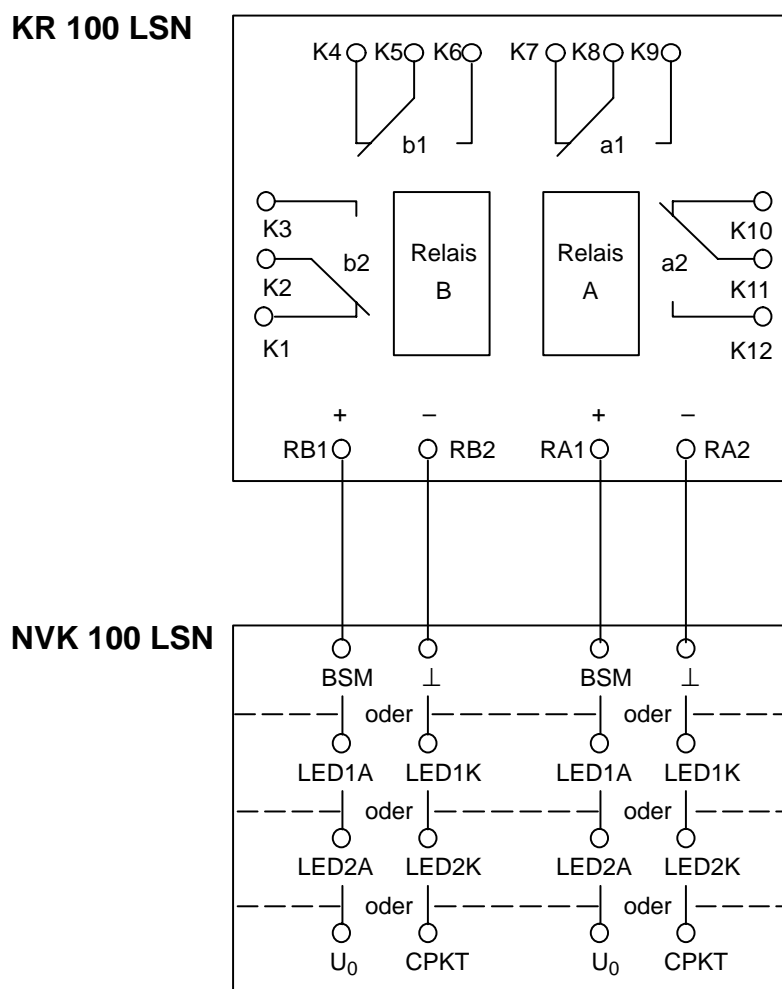 KR 100 LSN
K4 K5 K6 K7 K8 K9
b1 a1
K3 K10
b2 Relais Relais a2
B A
K2 K11
K1 K12
+ – + –
RB1 RB2 RA1 RA2
NVK 100 LSN
BSM ⊥ BSM ⊥
oder oder
LED1A LED1K LED1A LED1K
oder oder
LED2A LED2K LED2A LED2K
oder oder
U₀ CPKT U₀ CPKT